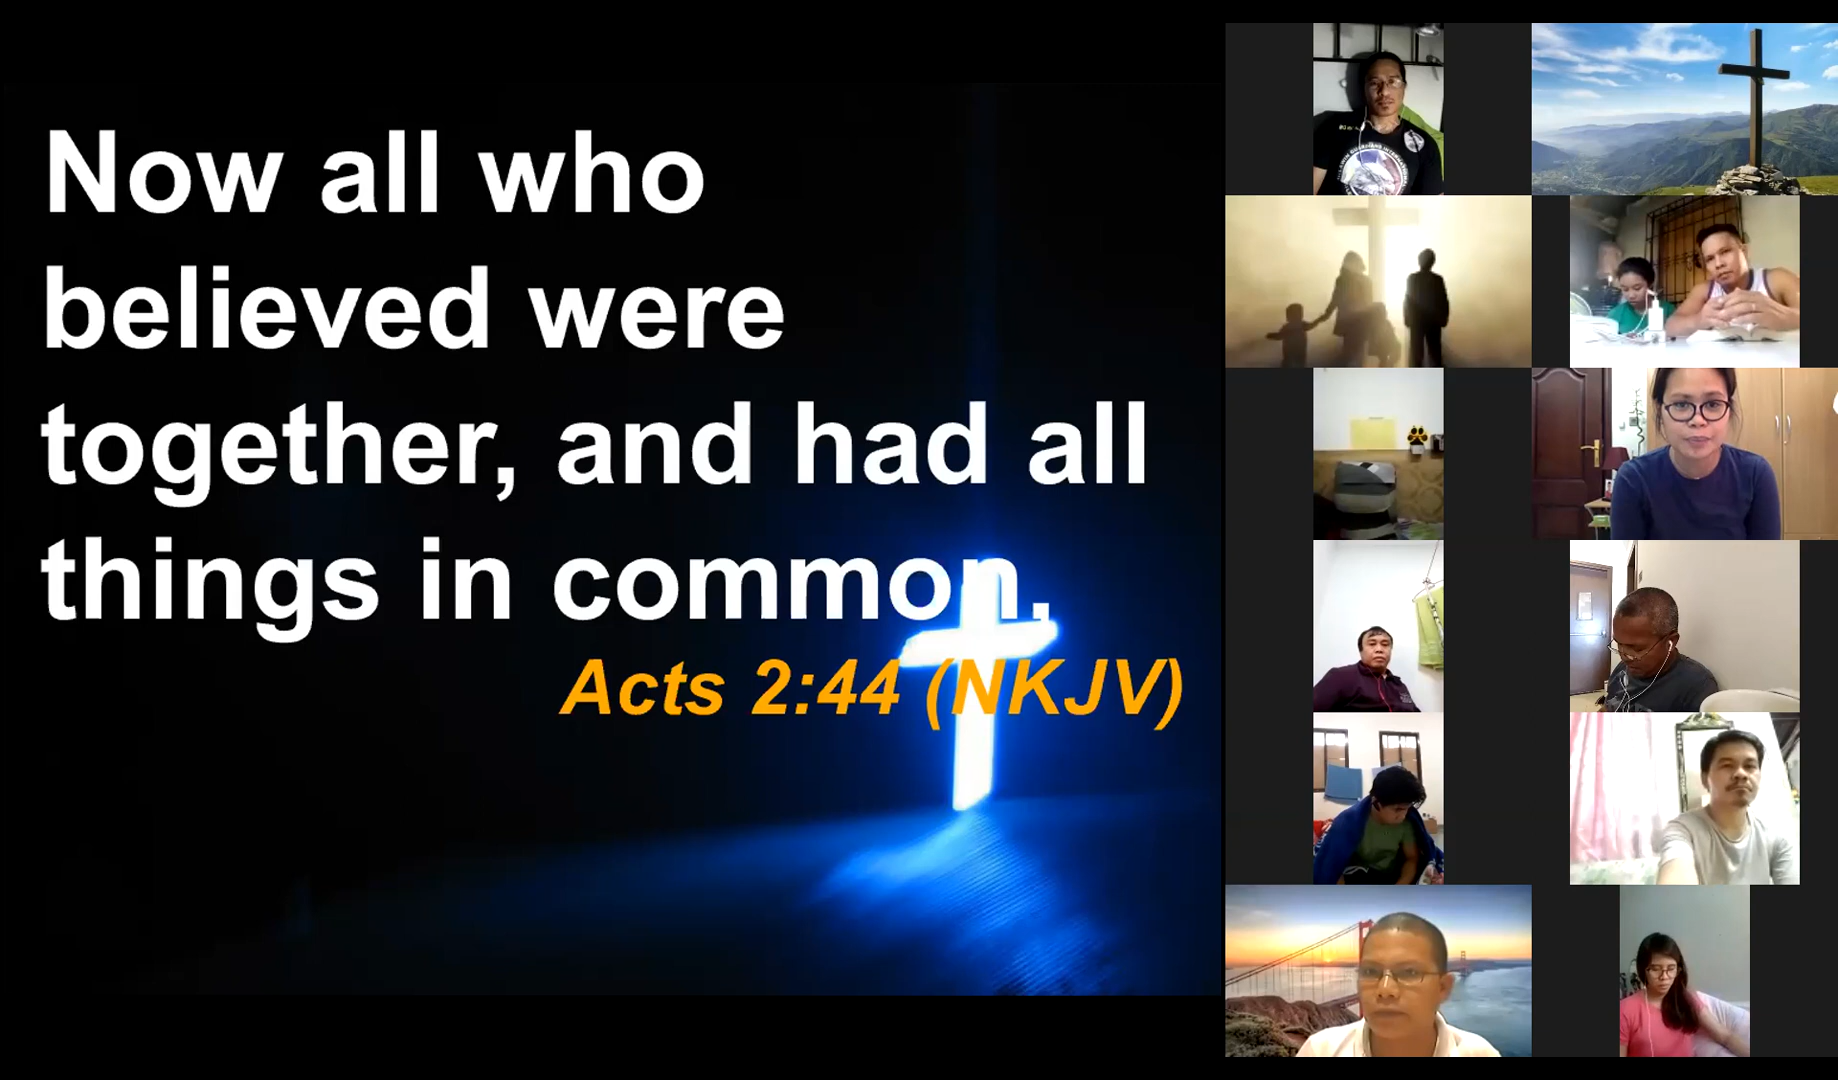 Now all who
believed were
together, and had all
things in common,
Acts 2:44 (NKJV)